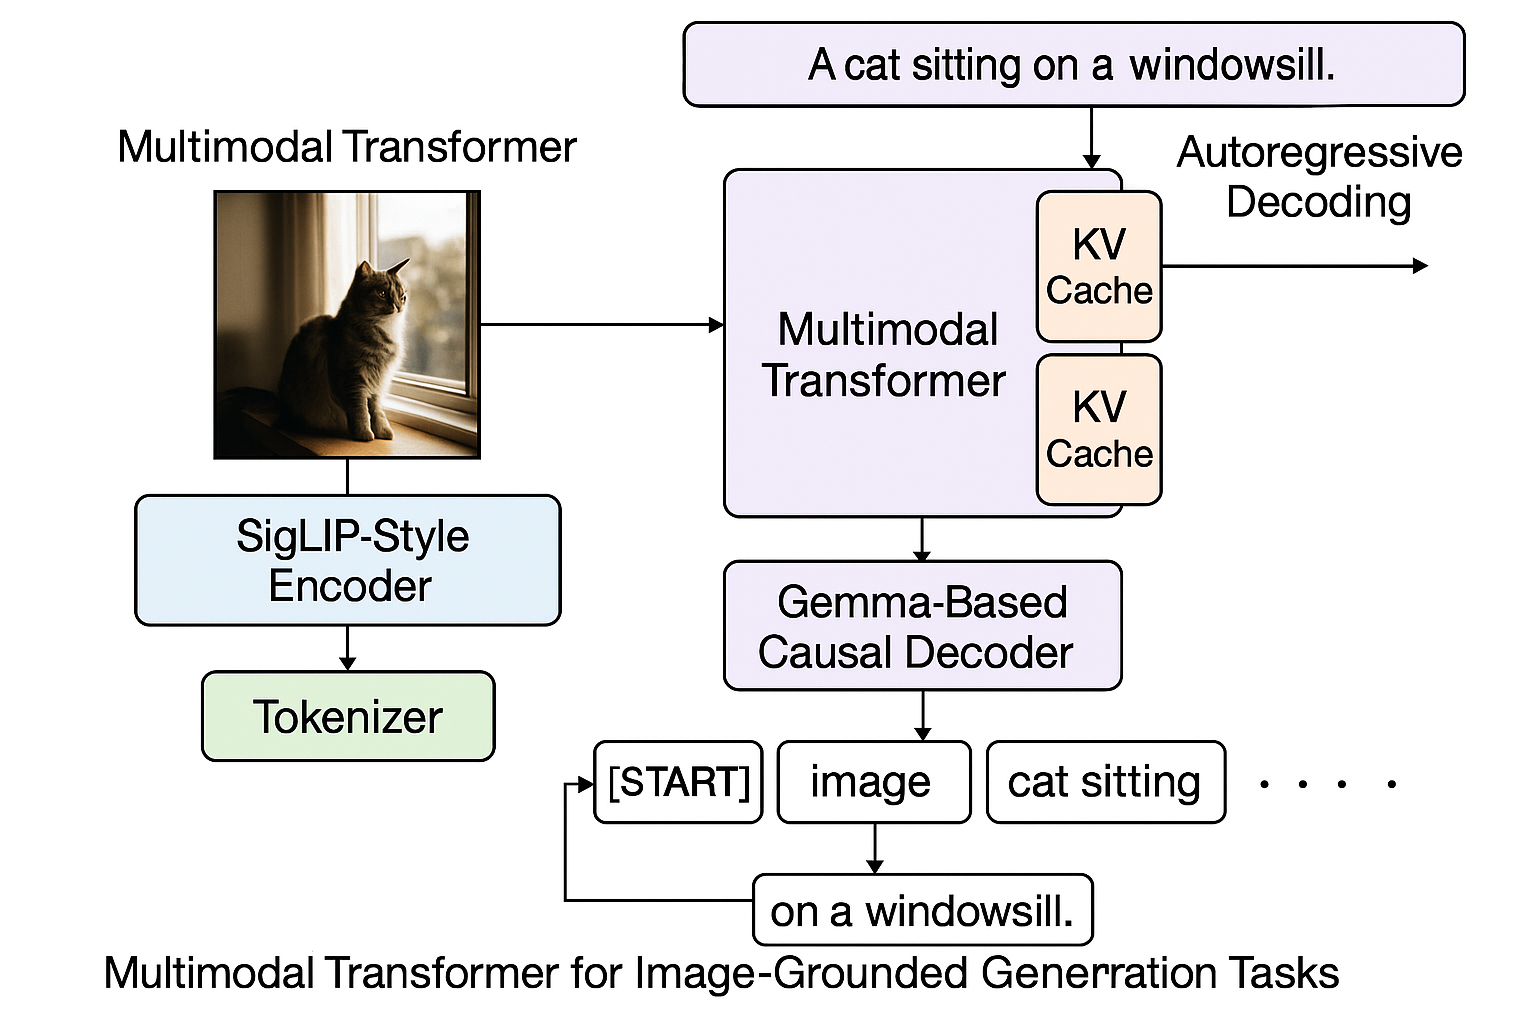 A cat sitting on a windowsill.
Multimodal Transformer
Autoregressive
Decoding
KV
Cache
Multimodal
Transformer
KV
Cache
SigLIP-Style
Encoder
Gemma-Based
Causal Decoder
Tokenizer
[START]
image
cat sitting
. . . .
on a windowsill.
Multimodal Transformer for Image-Grounded Generrration Tasks